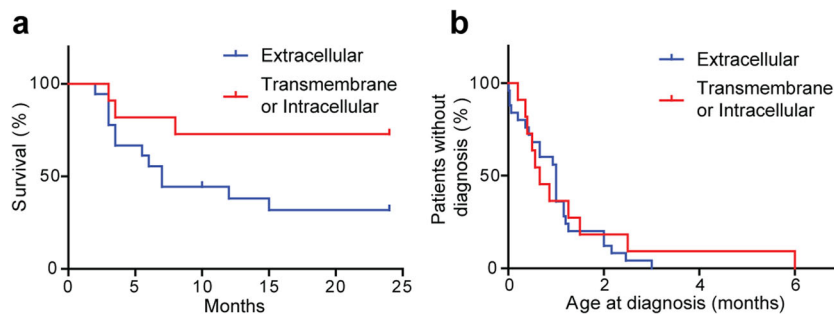 a
Extracellular
Transmembrane
or Intracellular
Survival (%)
100
50
0
0 5 10 15 20 25
Months
b
Extracellular
Transmembrane
or Intracellular
Patients without
diagnosis (%)
100
50
0
0 2 4 6
Age at diagnosis (months)